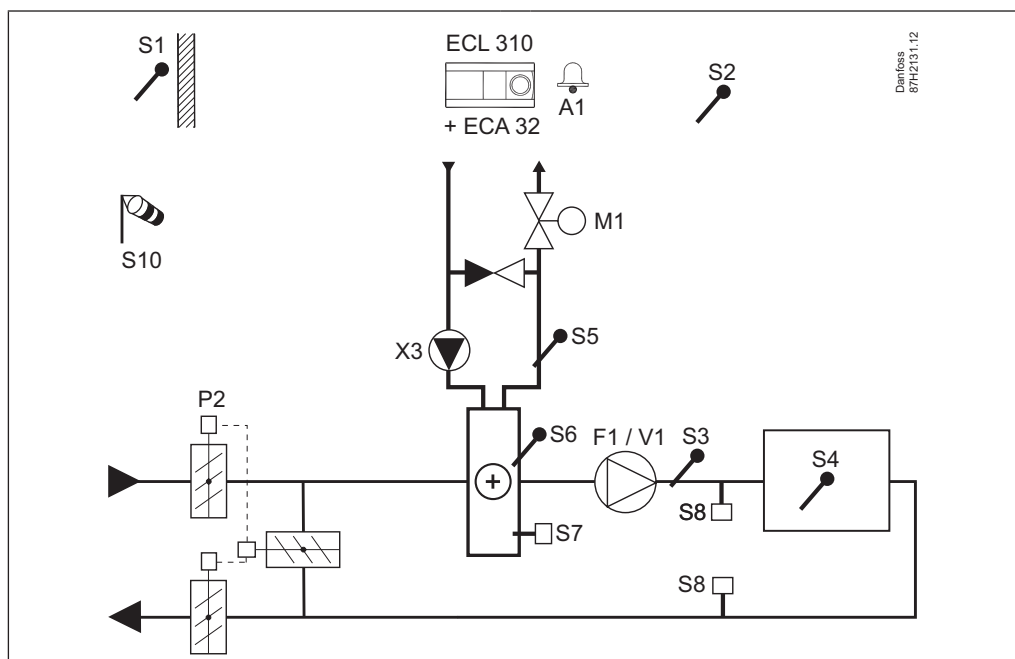 S1
ECL 310
A1
+ ECA 32
S2
Danfoss
87H2131.12
S10
M1
X3
S5
P2
S6
F1 / V1
S3
S4
S8
S7
S8